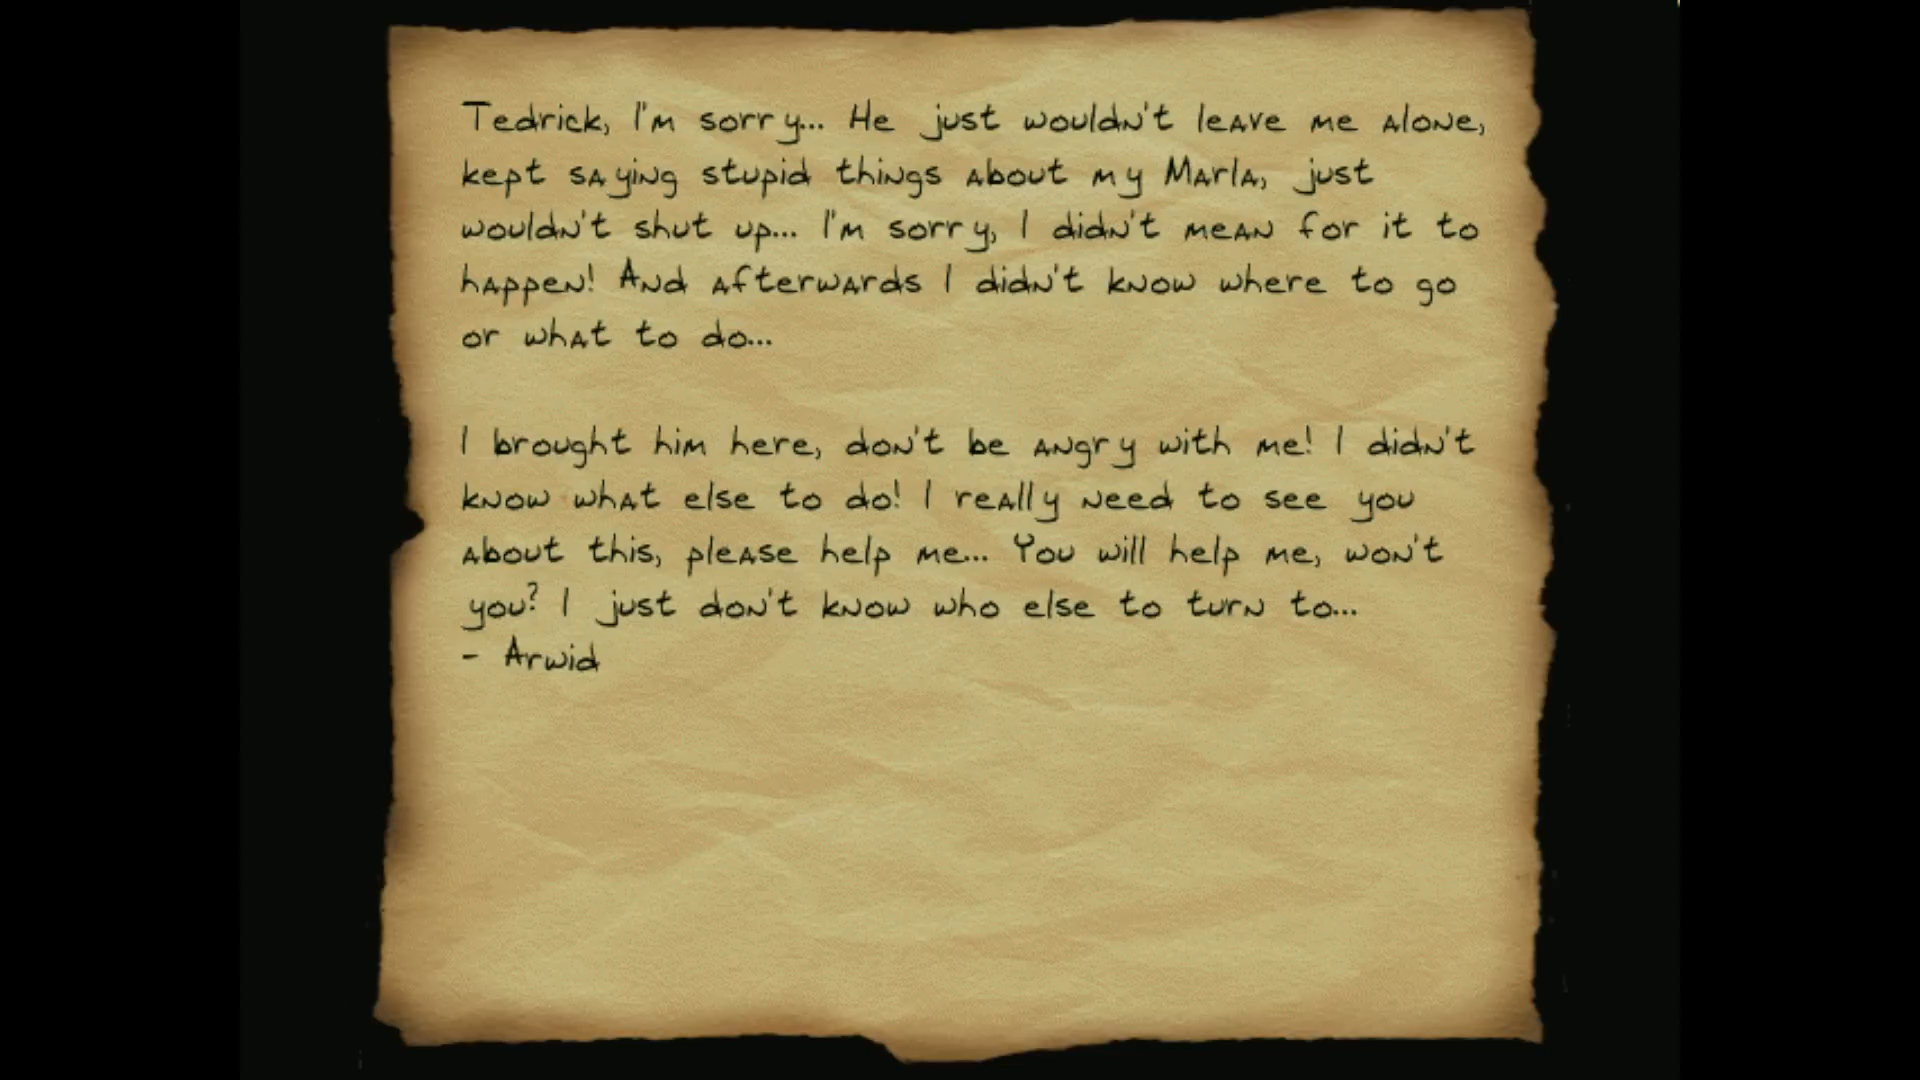 Tedrick, I'm sorry... He just wouldn't leave me alone,
kept saying stupid things about my Marla, just
wouldn't shut up... I'm sorry, I didn't mean for it to
happen! And afterwards I didn't know where to go
or what to do...
I brought him here, don't be angry with me! I didn't
know what else to do! I really need to see you
about this, please help me... You will help me, won't
you? I just don't know who else to turn to...
- Arwid